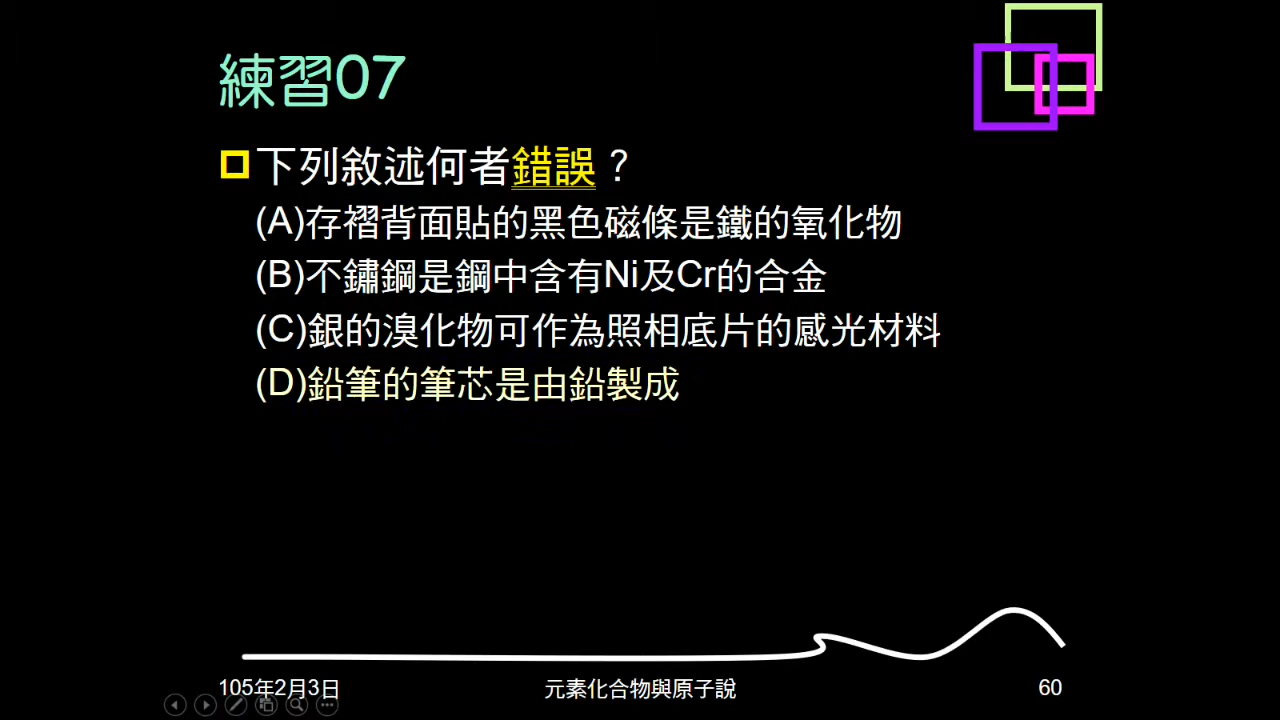 練習07
下列敘述何者錯誤？
(A)存褶背面貼的黑色磁條是鐵的氧化物
(B)不鏽鋼是鋼中含有Ni及Cr的合金
(C)銀的溴化物可作為照相底片的感光材料
(D)鉛筆的筆芯是由鉛製成
105年2月3日
元素化合物與原子說
60